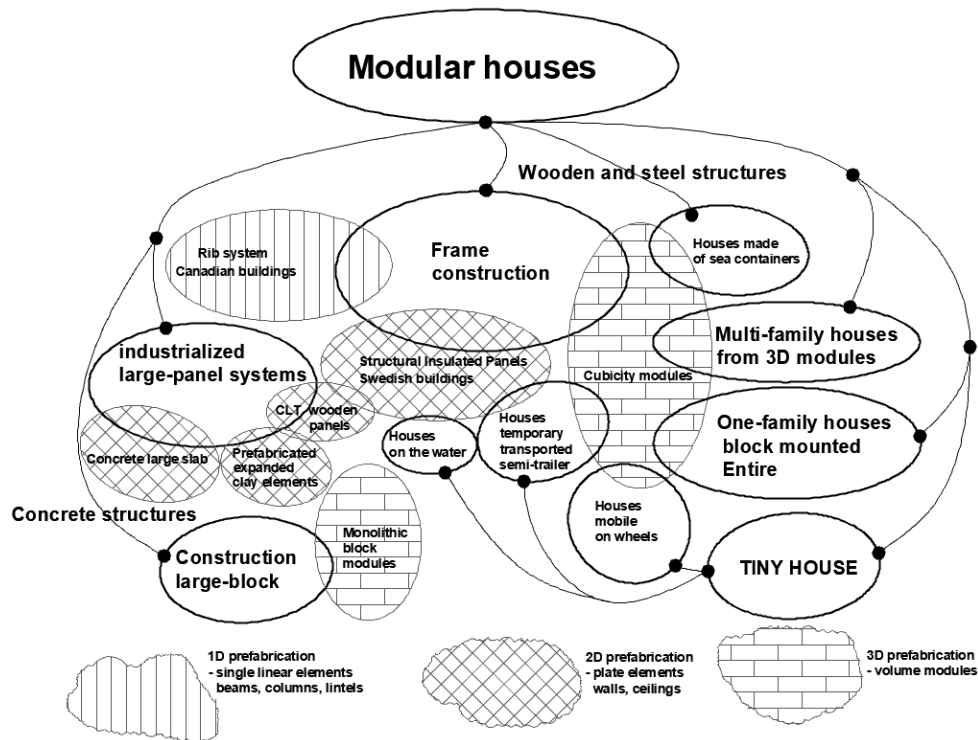 Modular houses
Wooden and steel structures
Rib system
Canadian buildings
Frame
construction
Houses made
of sea containers
industrialized
large-panel systems
Structural Insulated Panels
Swedish buildings
Cubicity modules
Multi-family houses
from 3D modules
CLT wooden
panels
Houses
on the water
Houses
temporary
transported
semi-trailer
One-family houses
block mounted
Entire
Concrete large slab
Prefabricated
expanded
clay elements
Concrete structures
Construction
large-block
Monolithic
block
modules
Houses
mobile
on wheels
TINY HOUSE
1D prefabrication
- single linear elements
beams, columns, lintels
2D prefabrication
- plate elements
walls, ceilings
3D prefabrication
- volume modules